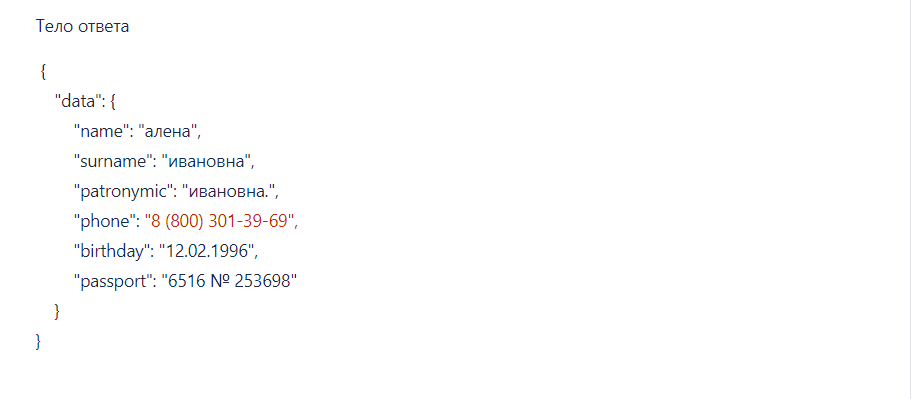 Тело ответа
{
"data": {
"name": "алена",
"surname": "ивановна",
"patronymic": "ивановна.",
"phone": "8 (800) 301-39-69",
"birthday": "12.02.1996",
"passport": "6516 № 253698"
}
}